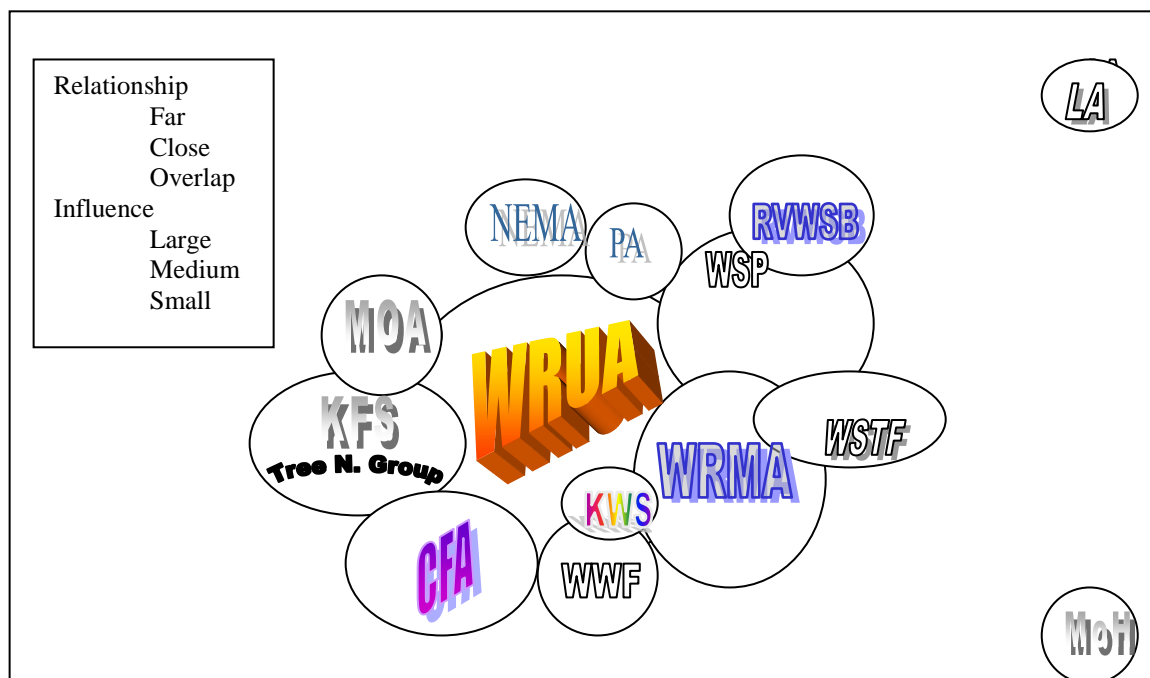 Relationship
Far
Close
Overlap
Influence
Large
Medium
Small
LA
NEMA
PA
RVWSB
WSP
MOA
WRUA
KFS
Tree N. Group
WSTF
WRMA
KWS
CFA
WWF
MoH